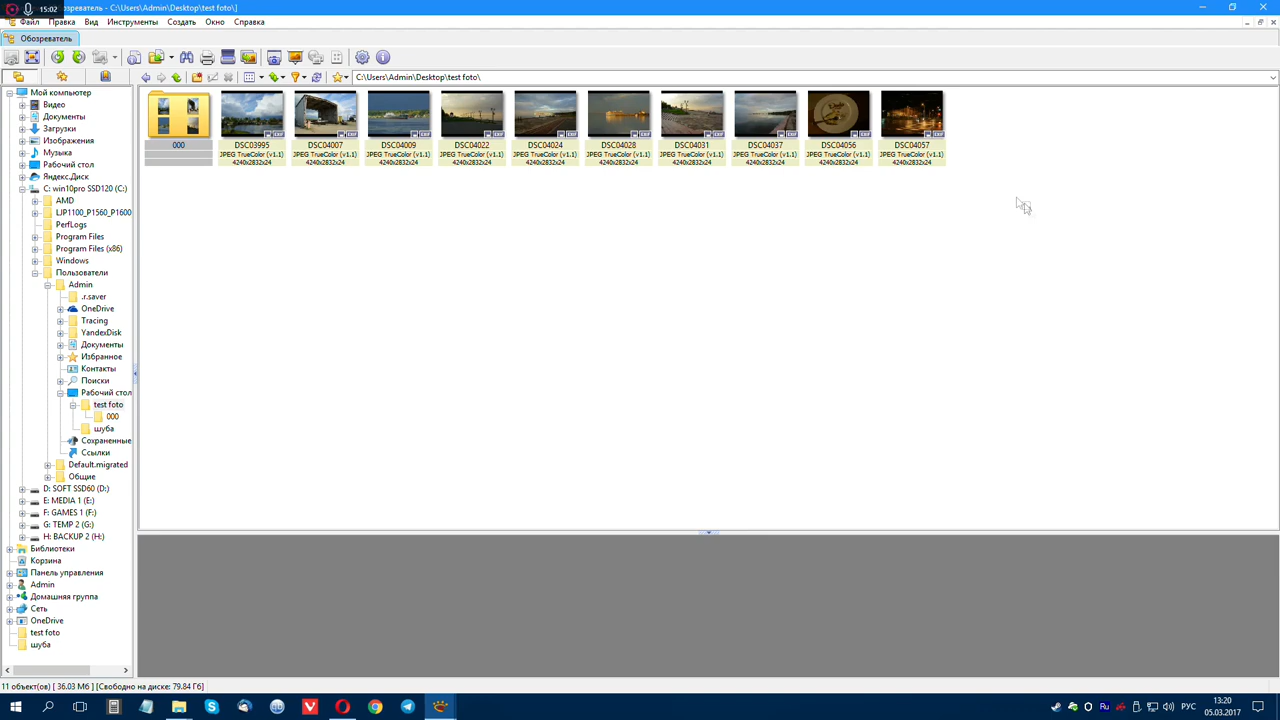 15:02
Обозреватель - C:\Users\Admin\Desktop\test foto\]
Файл Правка Вид Инструменты Создать Окно Справка
Обозреватель
C:\Users\Admin\Desktop\test foto\
Мой компьютер
Видео
Документы
Загрузки
Изображения
Музыка
Рабочий стол
Яндекс.Диск
C: win10pro SSD120 (C:)
AMD
LJP1100_P1560_P1600
PerfLogs
Program Files
Program Files (x86)
Windows
Пользователи
Admin
.r.saver
OneDrive
Tracing
YandexDisk
Документы
Избранное
Контакты
Поиски
Рабочий стол
test foto
000
шуба
Сохраненные
Ссылки
Default.migrated
Общие
D: SOFT SSD60 (D:)
E: MEDIA 1 (E:)
F: GAMES 1 (F:)
G: TEMP 2 (G:)
H: BACKUP 2 (H:)
Библиотеки
Корзина
Панель управления
Admin
Домашняя группа
Сеть
OneDrive
test foto
шуба
000 DSC03995 DSC04007 DSC04009 DSC04022 DSC04024 DSC04028 DSC04031 DSC04037 DSC04056 DSC04057
JPEG TrueColor (v1.1) JPEG TrueColor (v1.1) JPEG TrueColor (v1.1) JPEG TrueColor (v1.1) JPEG TrueColor (v1.1) JPEG TrueColor (v1.1) JPEG TrueColor (v1.1) JPEG TrueColor (v1.1) JPEG TrueColor (v1.1) JPEG TrueColor (v1.1)
4240x2832x24 4240x2832x24 4240x2832x24 4240x2832x24 4240x2832x24 4240x2832x24 4240x2832x24 4240x2832x24 4240x2832x24 4240x2832x24
11 объект(ов) [ 36.03 Мб ] [Свободно на диске: 79.84 Гб]
РУС
13:20
05.03.2017